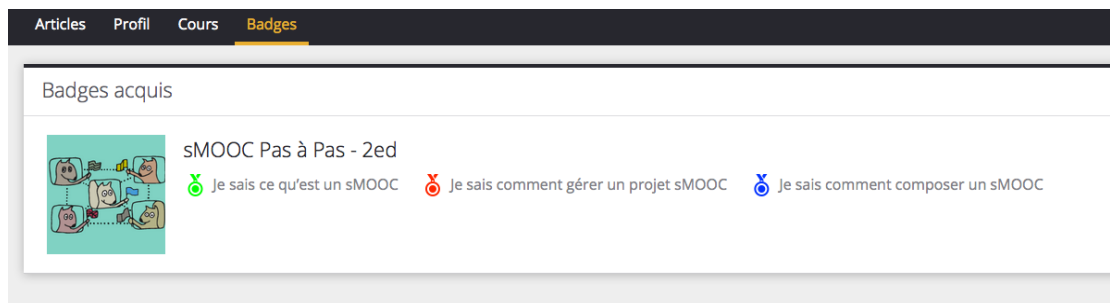 Articles Profil Cours Badges
Badges acquis
sMOOC Pas à Pas - 2ed
Je sais ce qu'est un sMOOC Je sais comment gérer un projet sMOOC Je sais comment composer un sMOOC